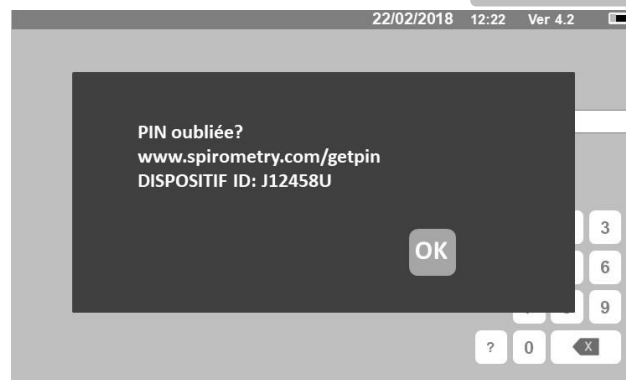 22/02/2018 12:22 Ver 4.2
PIN oubliée?
www.spirometry.com/getpin
DISPOSITIF ID: J12458U
OK
3
6
9
? 0 X